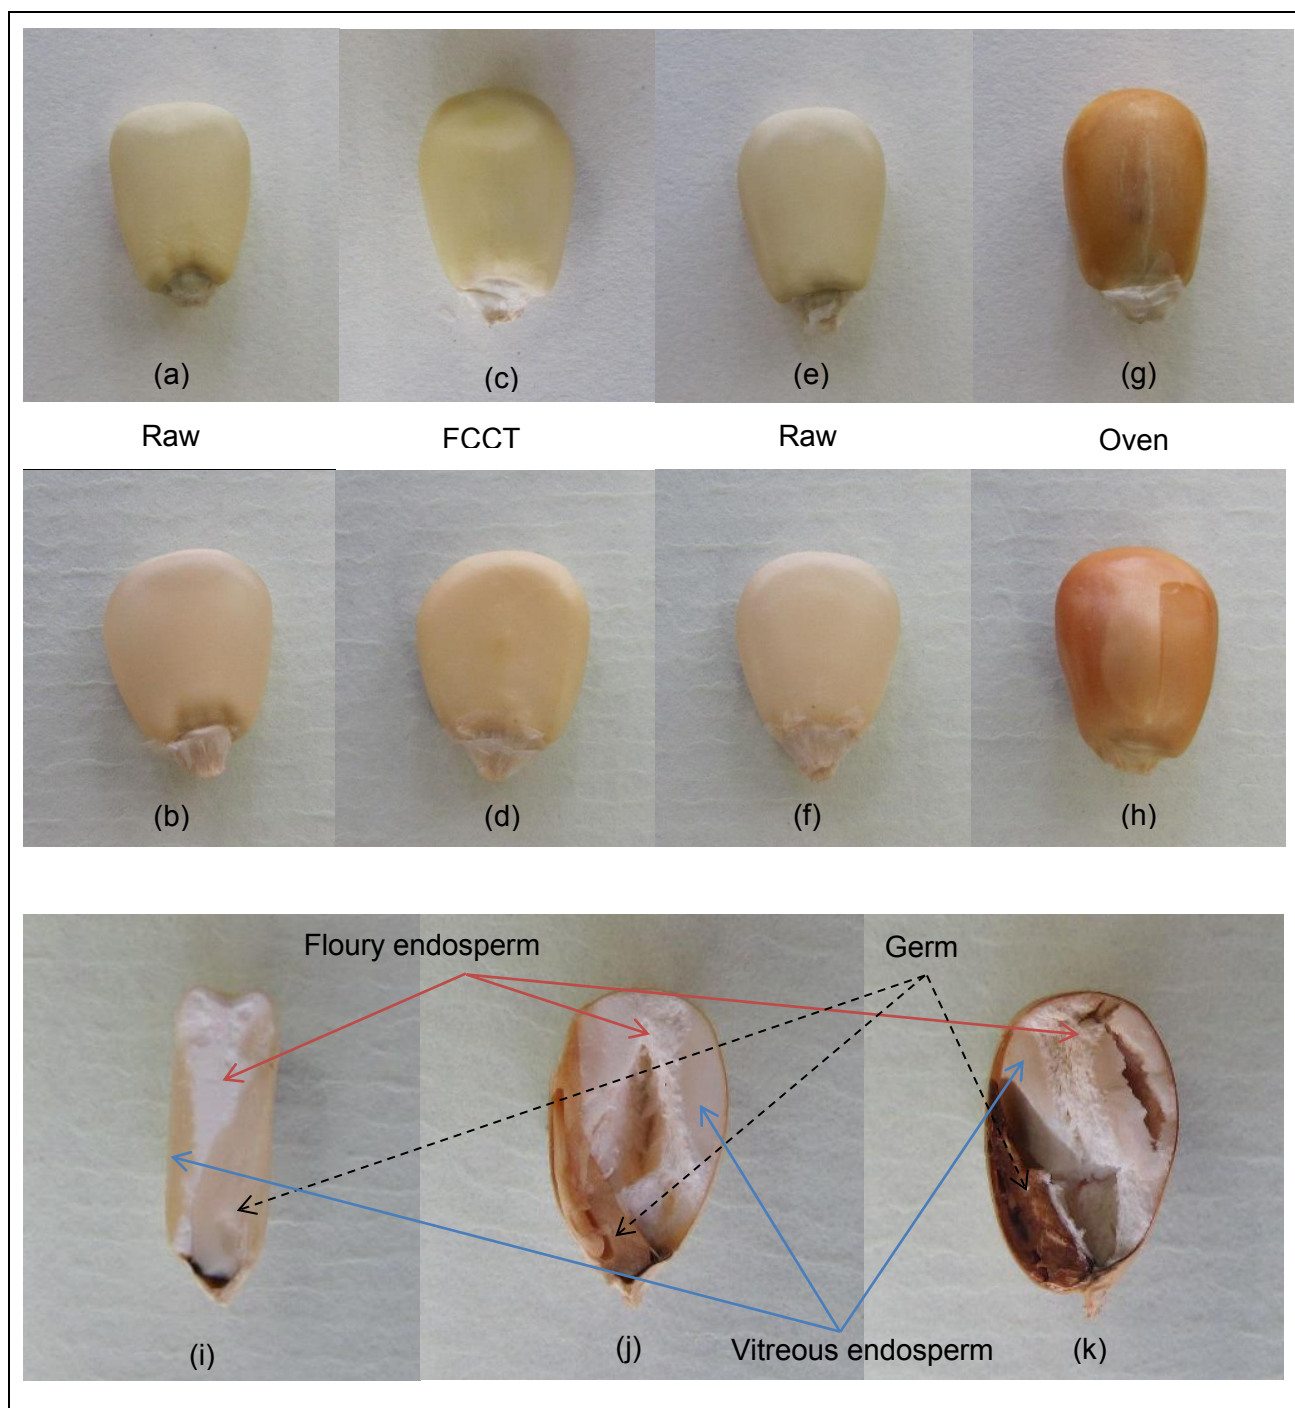 (a) (c) (e) (g)
Raw FCCT Raw Oven
(b) (d) (f) (h)
Floury endosperm Germ
(i) (j) Vitreous endosperm (k)